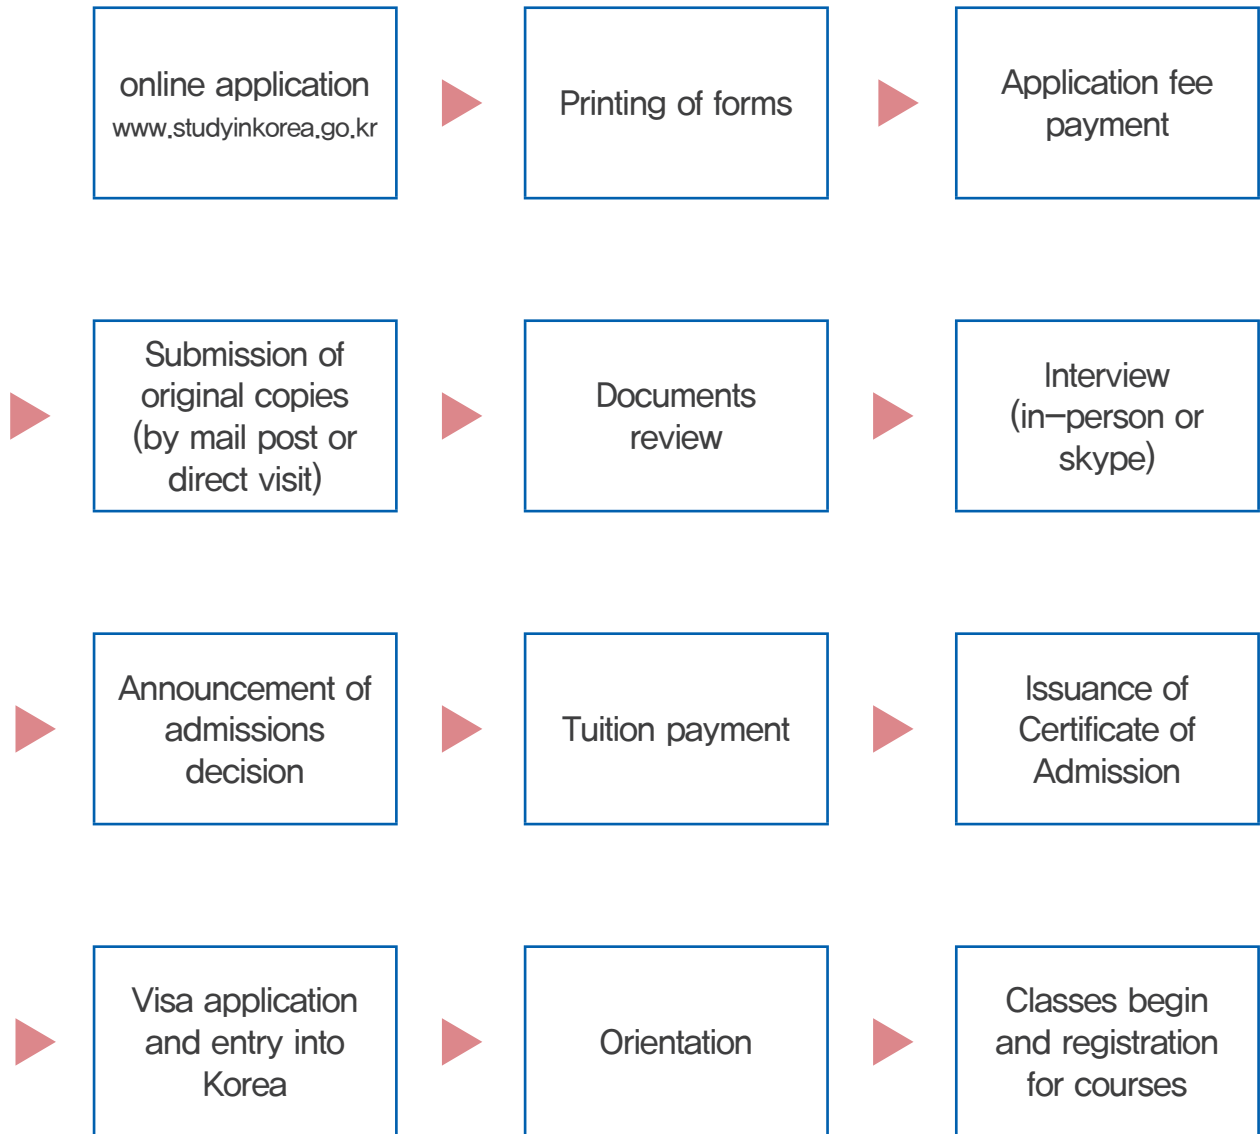 online application
www.studyinkorea.go.kr
Printing of forms
Application fee
payment
Submission of
original copies
(by mail post or
direct visit)
Documents
review
Interview
(in-person or
skype)
Announcement of
admissions
decision
Tuition payment
Issuance of
Certificate of
Admission
Visa application
and entry into
Korea
Orientation
Classes begin
and registration
for courses